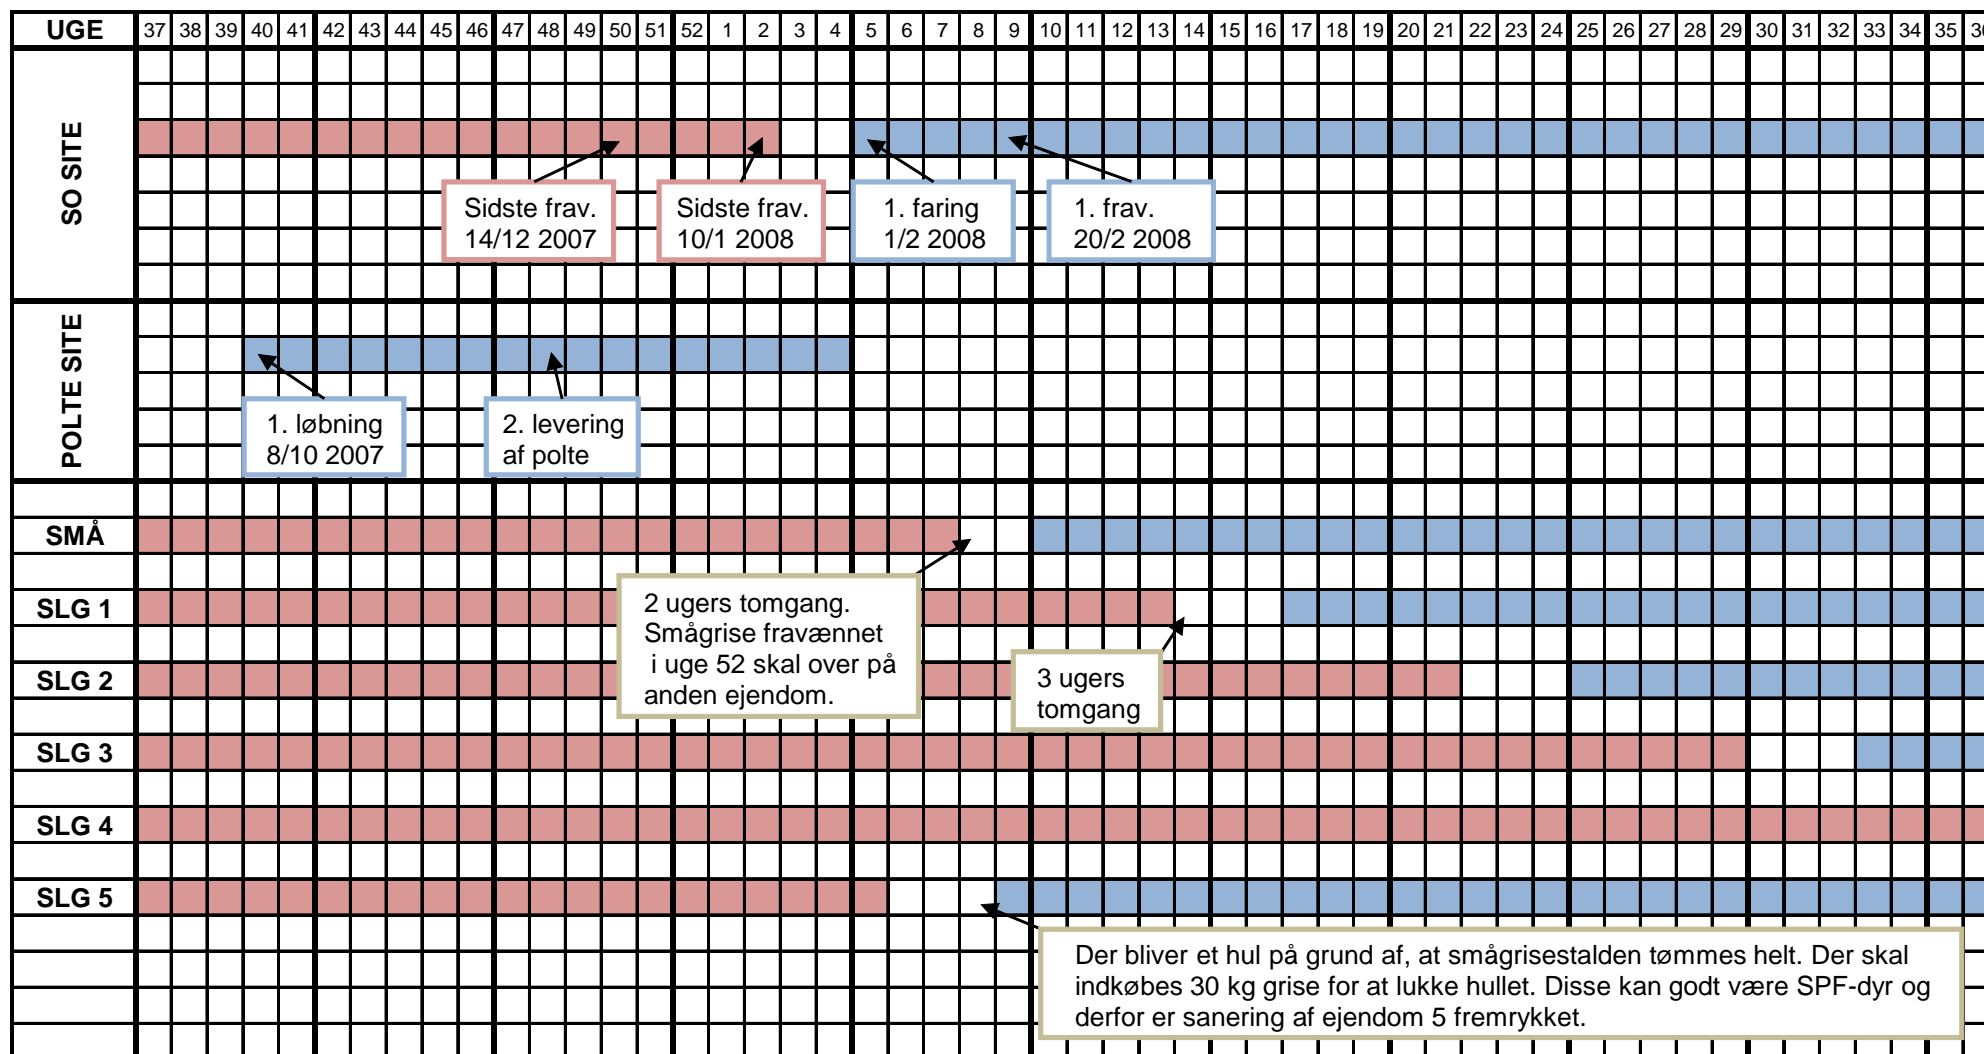 UGE 37 38 39 40 41 42 43 44 45 46 47 48 49 50 51 52 1 2 3 4 5 6 7 8 9 10 11 12 13 14 15 16 17 18 19 20 21 22 23 24 25 26 27 28 29 30 31 32 33 34 35 36
SO SITE
Sidste frav.
14/12 2007
Sidste frav.
10/1 2008
1. faring
1/2 2008
1. frav.
20/2 2008
POLTE SITE
1. løbning
8/10 2007
2. levering
af polte
SMÅ
SLG 1
2 ugers tomgang.
Smågrise fravænnet
i uge 52 skal over på
anden ejendom.
SLG 2
3 ugers
tomgang
SLG 3
SLG 4
SLG 5
Der bliver et hul på grund af, at smågrisestalden tømmes helt. Der skal
indkøbes 30 kg grise for at lukke hullet. Disse kan godt være SPF-dyr og
derfor er sanering af ejendom 5 fremrykket.